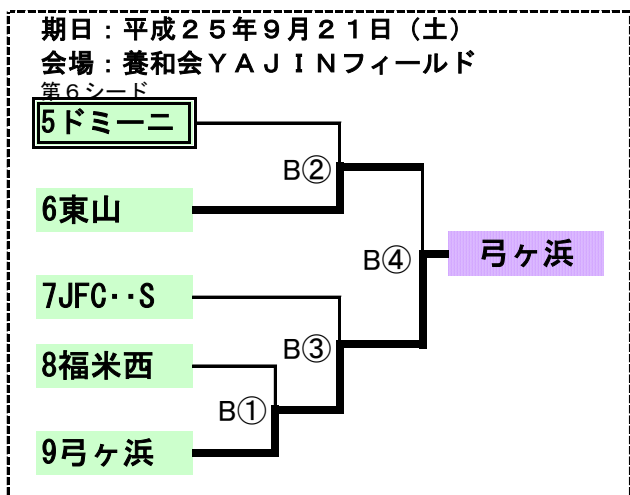 期日：平成２５年９月２１日（土）
会場：養和会ＹＡＪＩＮフィールド
第６シード
5ドミーニ
B②
6東山
B④
弓ヶ浜
7JFC・・S
B③
8福米西
B①
9弓ヶ浜